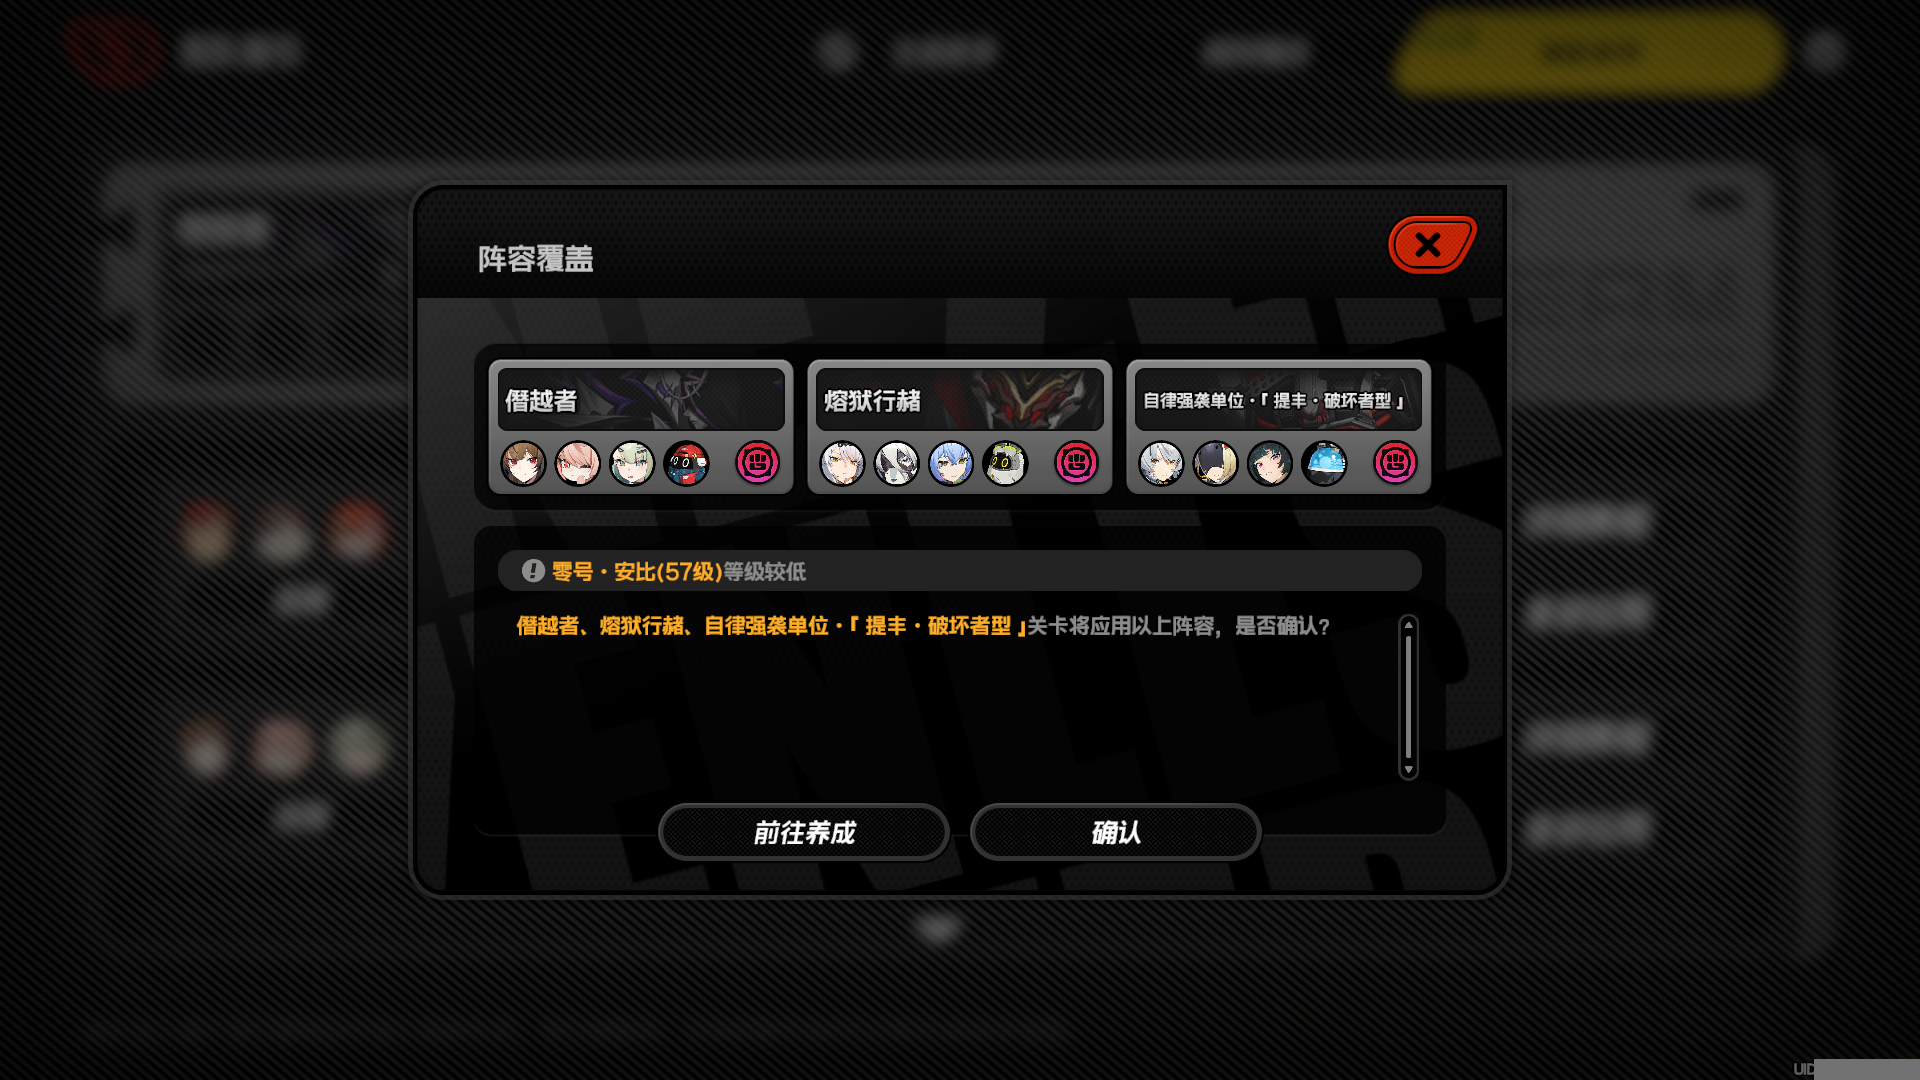 阵容覆盖
僭越者
熔狱行赭
自律强袭单位·「提丰·破坏者型」
零号·安比(57级)等级较低
僭越者、熔狱行赭、自律强袭单位·「提丰·破坏者型」关卡将应用以上阵容，是否确认?
前往养成
确认
UID